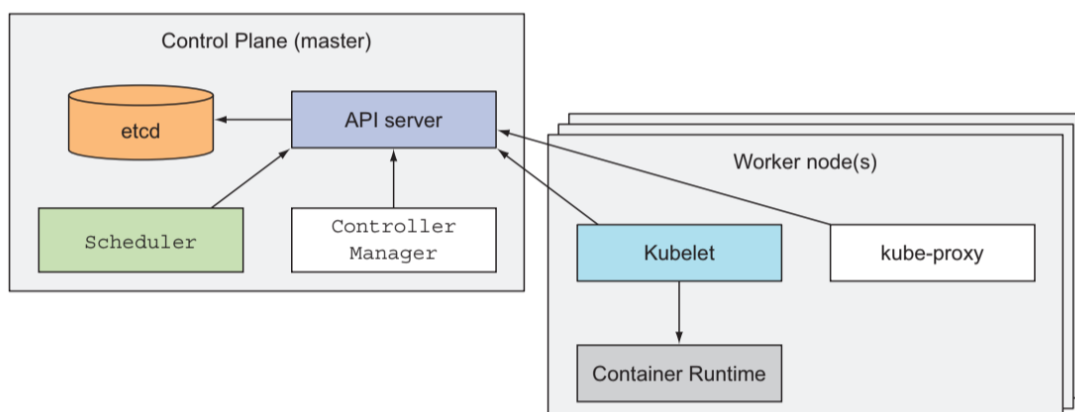 Control Plane (master)
etcd
API server
Scheduler
Controller
Manager
Worker node(s)
Kubelet
kube-proxy
Container Runtime